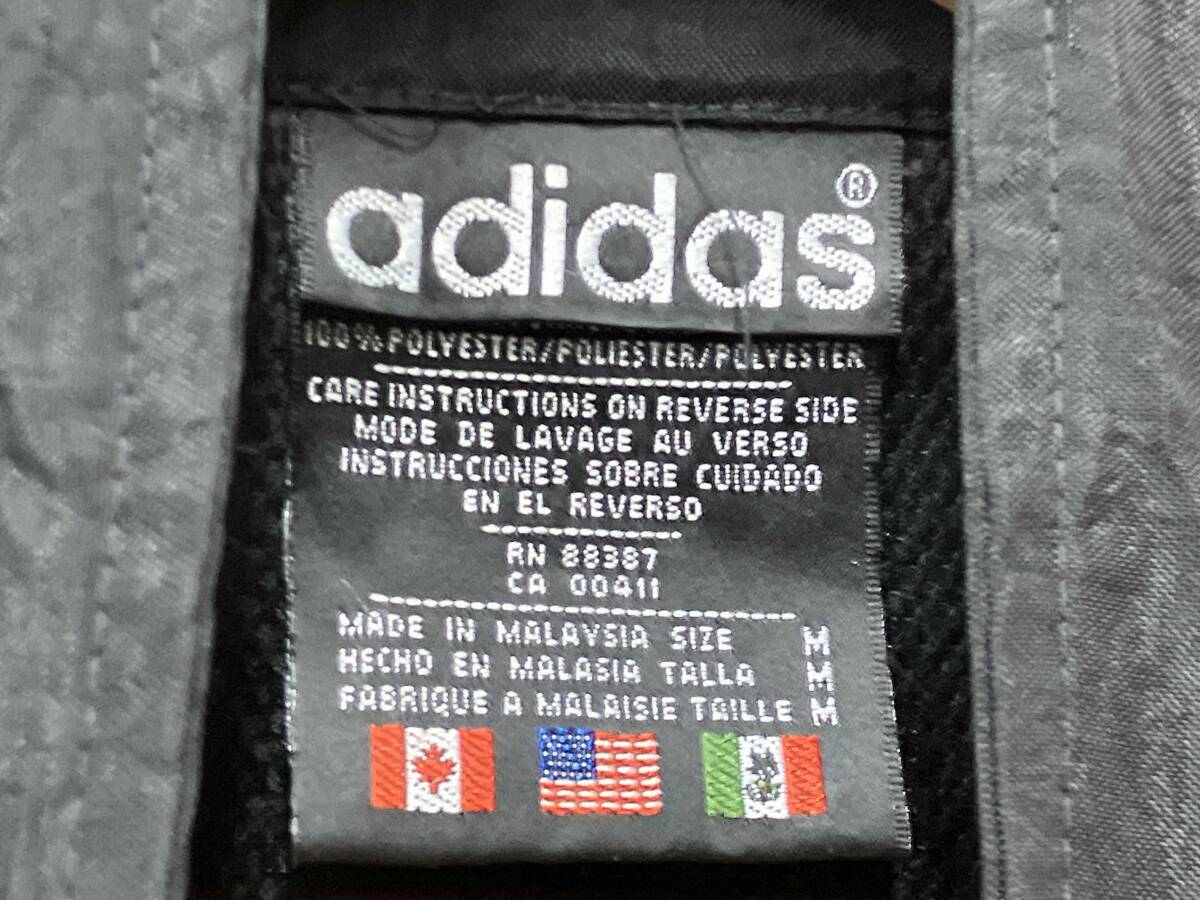 adidas®
100% POLYESTER/POLIESTER/POLYESTER
CARE INSTRUCTIONS ON REVERSE SIDE
MODE DE LAVAGE AU VERSO
INSTRUCCIONES SOBRE CUIDADO
EN EL REVERSO
RN 88387
CA 00411
MADE IN MALAYSIA SIZE M
HECHO EN MALASIA TALLA M
FABRIQUE A MALAISIE TAILLE M